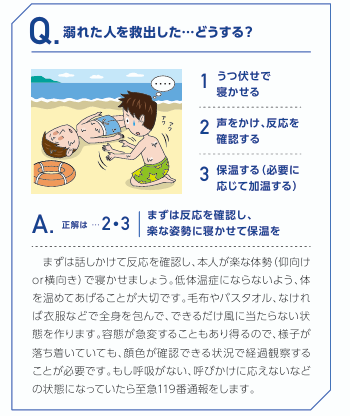 Q. 溺れた人を救出した…どうする？
……
アワ
アワ
1 うつ伏せで
寝かせる
2 声をかけ、反応を
確認する
3 保温する（必要に
応じて加温する）
A. 正解は …2・3 まずは反応を確認し、
楽な姿勢に寝かせて保温を
まずは話しかけて反応を確認し、本人が楽な体勢（仰向け
or横向き）で寝かせましょう。低体温症にならないよう、体
を温めてあげることが大切です。毛布やバスタオル、なけれ
ば衣服などで全身を包んで、できるだけ風に当たらない状
態を作ります。容態が急変することもあり得るので、様子が
落ち着いていても、顔色が確認できる状況で経過観察する
ことが必要です。もし呼吸がない、呼びかけに応えないなど
の状態になっていたら至急119番通報をします。